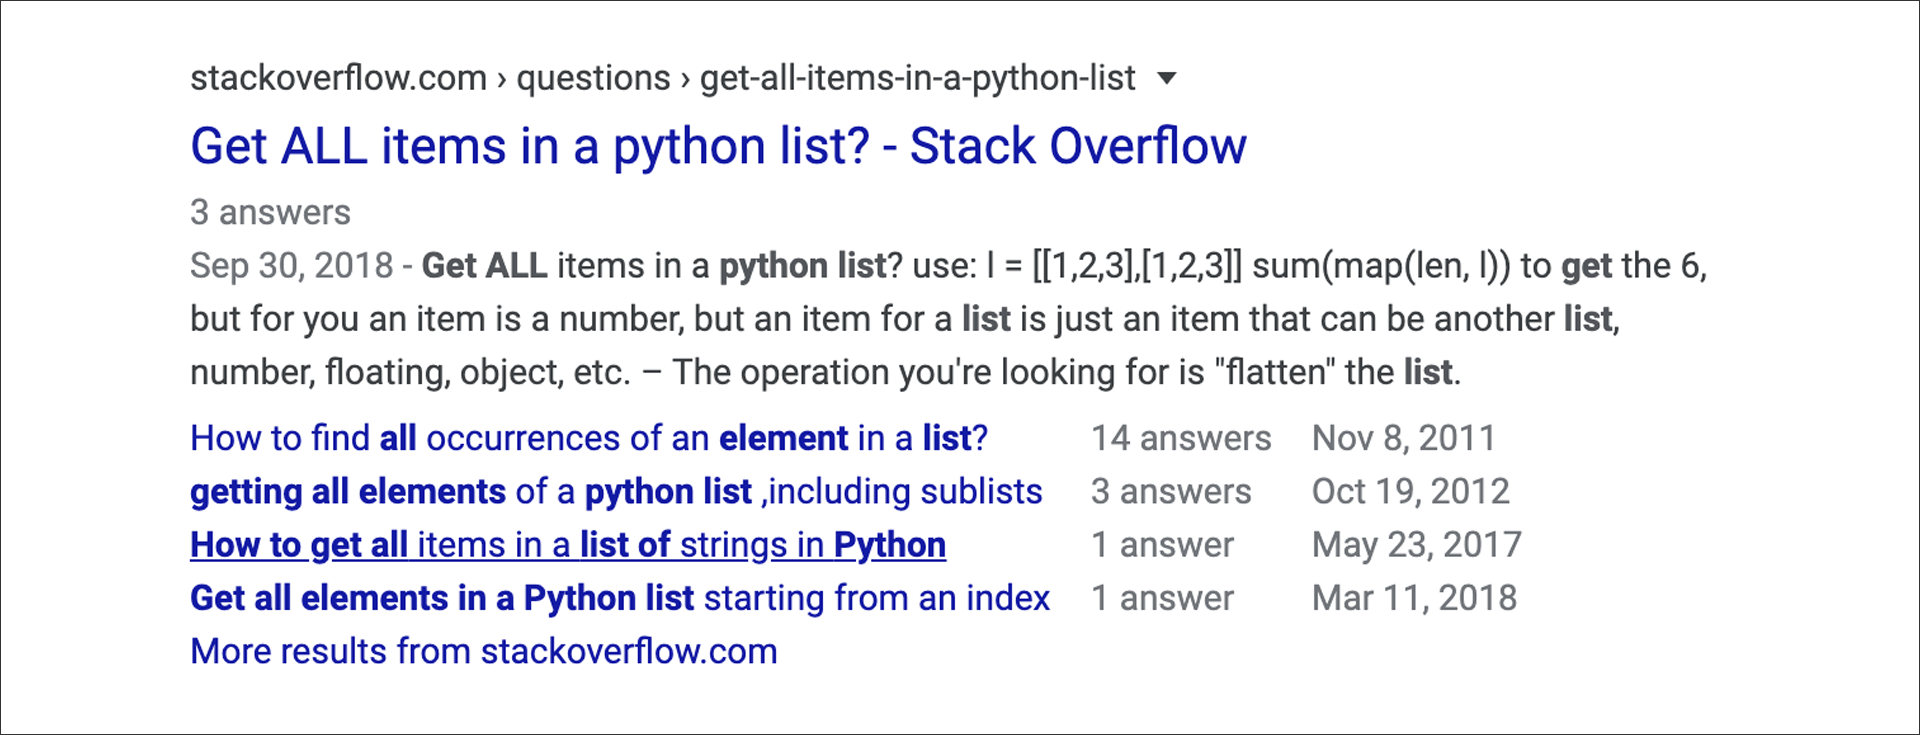 stackoverflow.com › questions › get-all-items-in-a-python-list
Get ALL items in a python list? - Stack Overflow
3 answers
Sep 30, 2018 - Get ALL items in a python list? use: l = [[1,2,3],[1,2,3]] sum(map(len, l)) to get the 6,
but for you an item is a number, but an item for a list is just an item that can be another list,
number, floating, object, etc. – The operation you're looking for is "flatten" the list.
How to find all occurrences of an element in a list? 14 answers Nov 8, 2011
getting all elements of a python list ,including sublists 3 answers Oct 19, 2012
How to get all items in a list of strings in Python 1 answer May 23, 2017
Get all elements in a Python list starting from an index 1 answer Mar 11, 2018
More results from stackoverflow.com